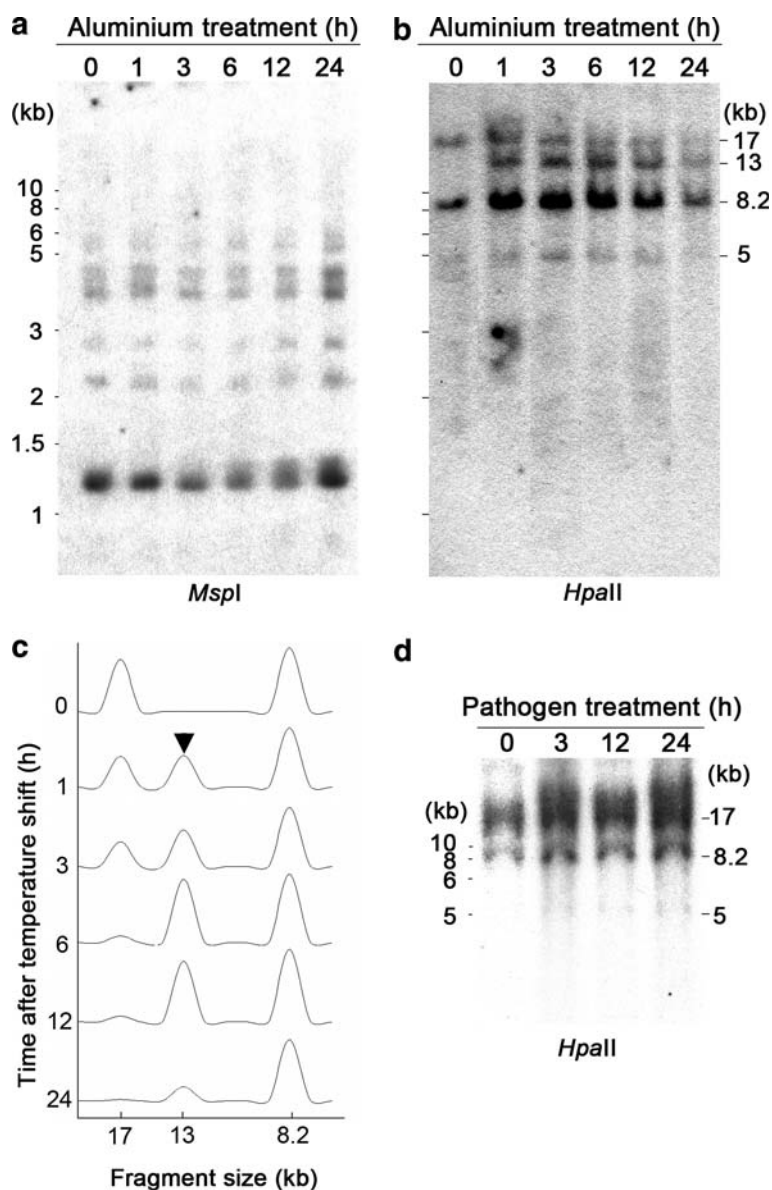 a
Aluminium treatment (h)
0 1 3 6 12 24
(kb)
10
8
6
5
3
2
1.5
1
MspI
b
Aluminium treatment (h)
0 1 3 6 12 24
(kb)
17
13
8.2
5
HpaII
c
Time after temperature shift (h)
0
1
3
6
12
24
17 13 8.2
Fragment size (kb)
d
Pathogen treatment (h)
0 3 12 24
(kb)
10
8
6
5
(kb)
17
8.2
5
HpaII